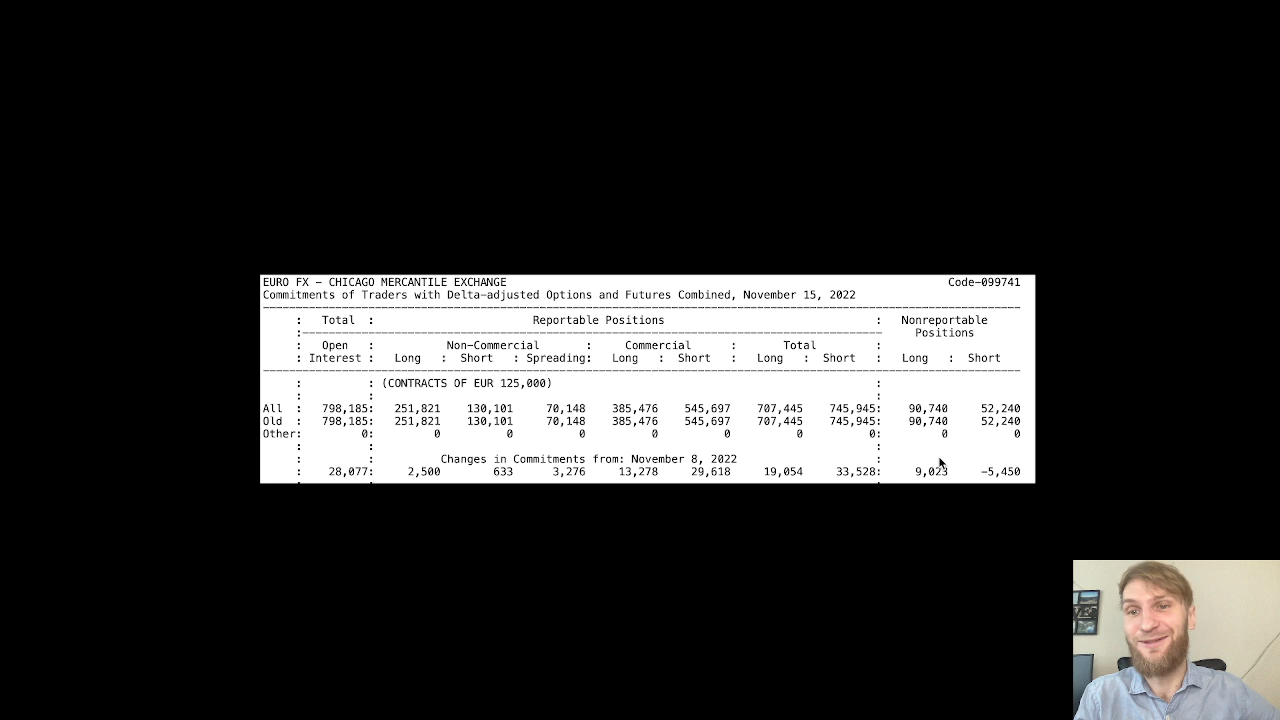 EURO FX – CHICAGO MERCANTILE EXCHANGE Code-099741
Commitments of Traders with Delta-adjusted Options and Futures Combined, November 15, 2022
: Total : Reportable Positions : Nonreportable
Positions
: Open : Non-Commercial : Commercial : Total :
: Interest : Long : Short : Spreading: Long : Short : Long : Short : Long : Short
: : (CONTRACTS OF EUR 125,000) :
: : :
All : 798,185: 251,821 130,101 70,148 385,476 545,697 707,445 745,945: 90,740 52,240
Old : 798,185: 251,821 130,101 70,148 385,476 545,697 707,445 745,945: 90,740 52,240
Other: 0: 0 0 0 0 0 0 0: 0 0
: : :
: : Changes in Commitments from: November 8, 2022 :
: 28,077: 2,500 633 3,276 13,278 29,618 19,054 33,528: 9,023 −5,450